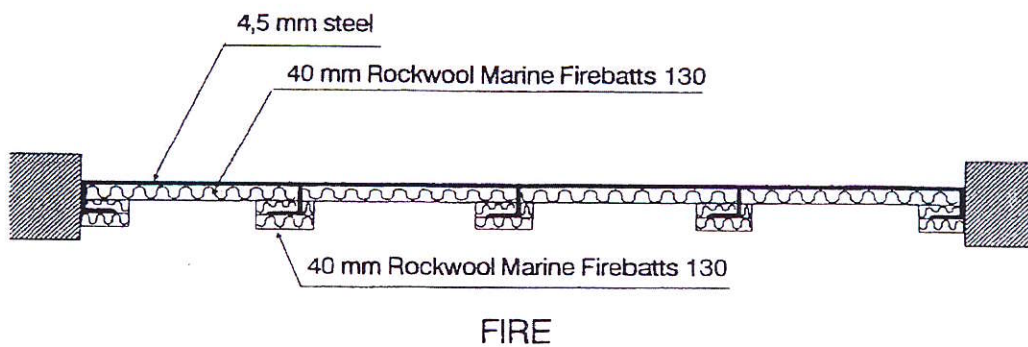 4,5 mm steel
40 mm Rockwool Marine Firebatts 130
40 mm Rockwool Marine Firebatts 130
FIRE